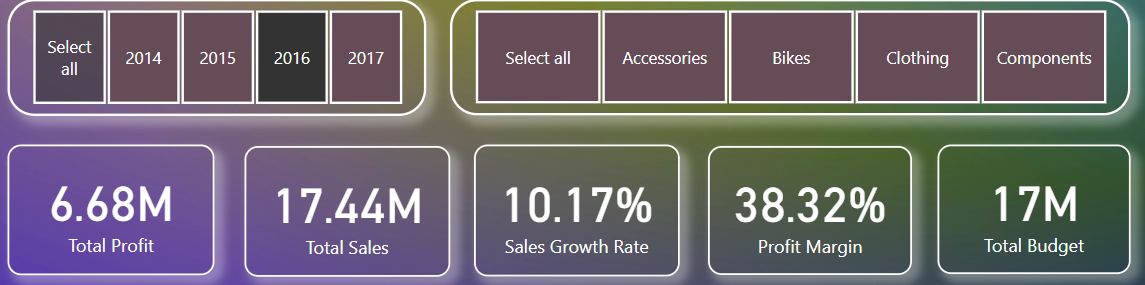 Select
all
2014
2015
2016
2017
Select all
Accessories
Bikes
Clothing
Components
6.68M
Total Profit
17.44M
Total Sales
10.17%
Sales Growth Rate
38.32%
Profit Margin
17M
Total Budget